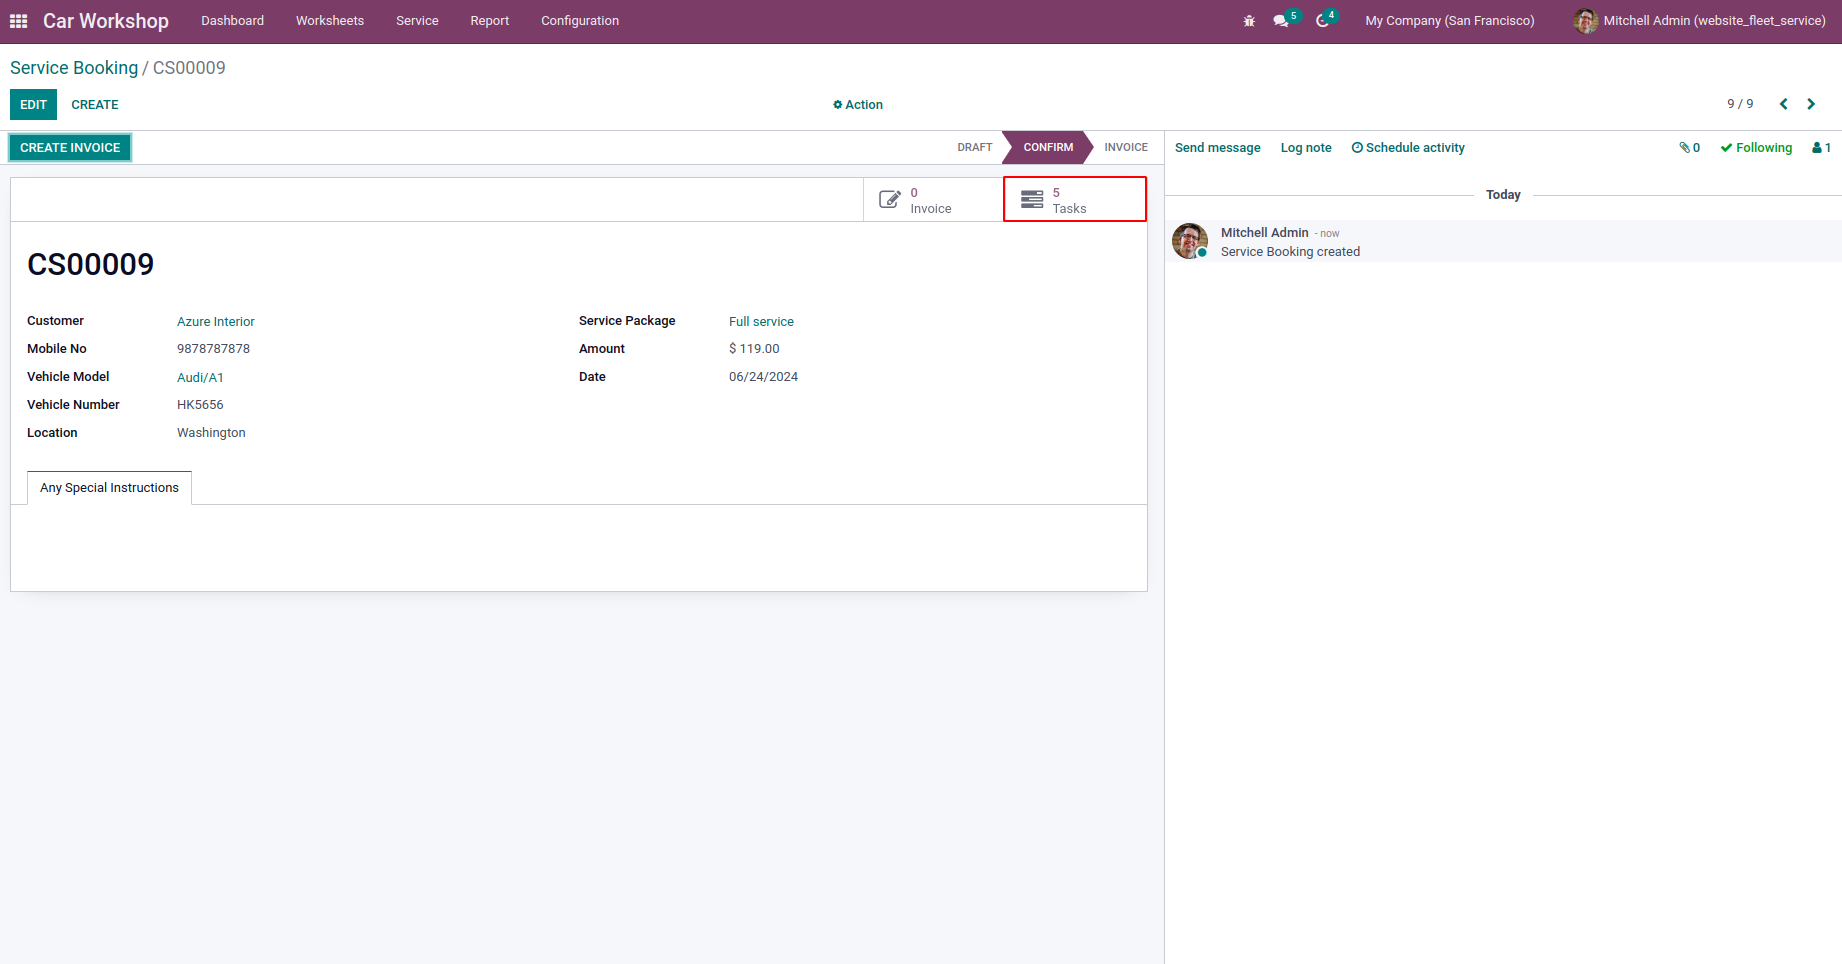 Car Workshop Dashboard Worksheets Service Report Configuration 5 4 My Company (San Francisco) Mitchell Admin (website_fleet_service)
Service Booking / CS00009
EDIT CREATE Action 9 / 9
CREATE INVOICE DRAFT CONFIRM INVOICE
0
Invoice
5
Tasks
CS00009
Customer Azure Interior
Mobile No 9878787878
Vehicle Model Audi/A1
Vehicle Number HK5656
Location Washington
Service Package Full service
Amount $ 119.00
Date 06/24/2024
Any Special Instructions
Send message Log note Schedule activity 0 Following 1
Today
Mitchell Admin - now
Service Booking created